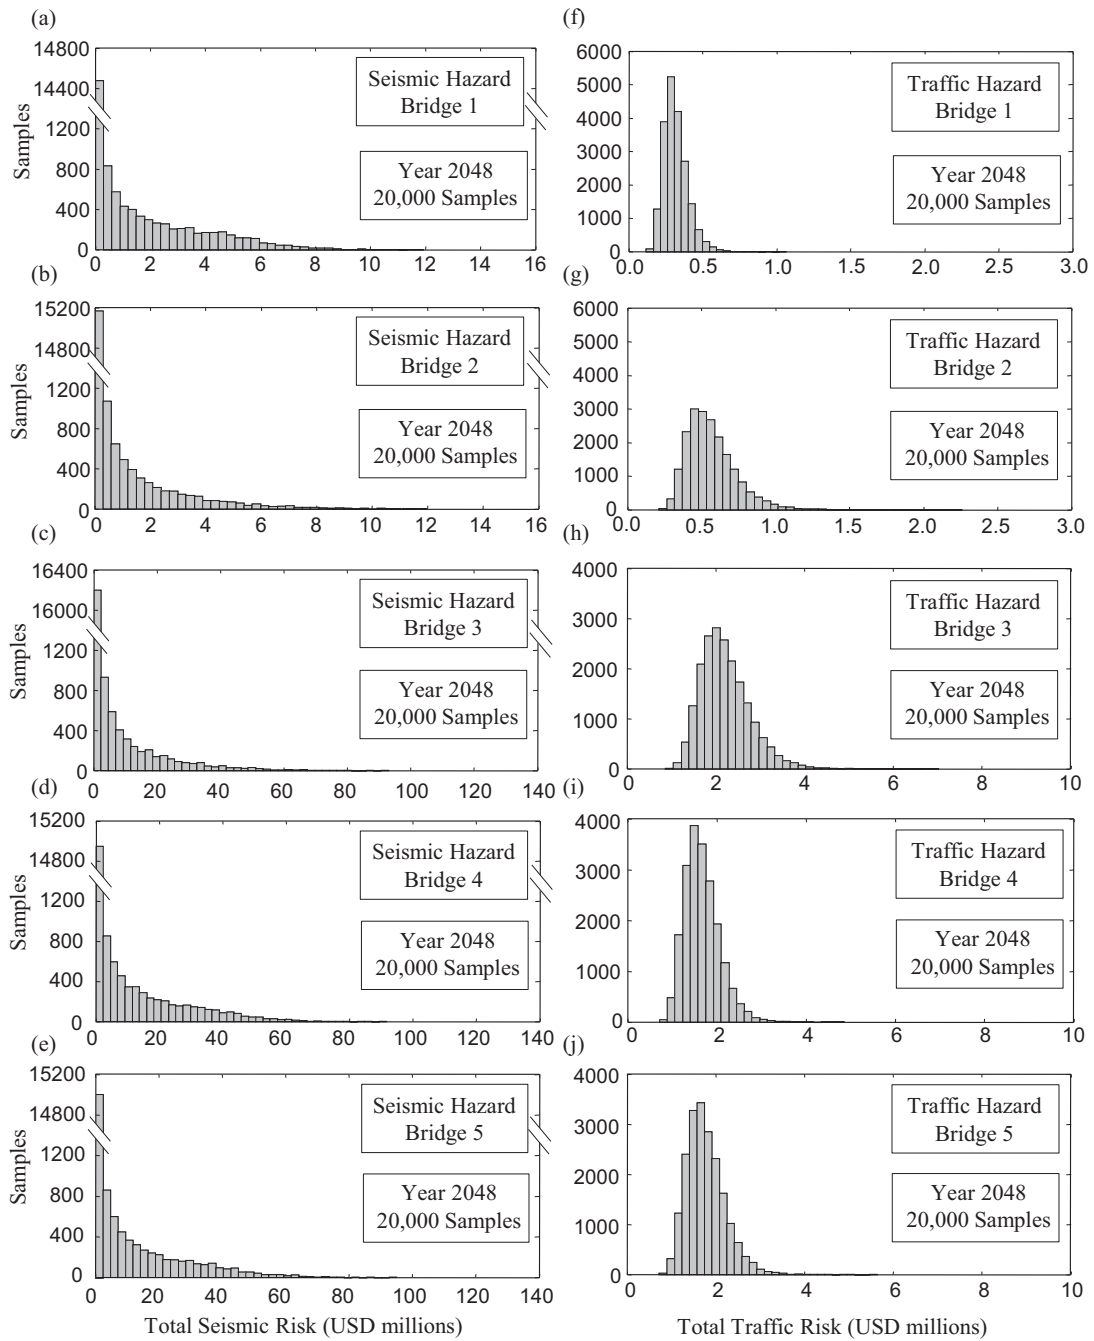 (a)
14800
14400
1200
800
400
0
Samples
Seismic Hazard
Bridge 1
Year 2048
20,000 Samples
0 2 4 6 8 10 12 14 16
(f)
6000
5000
4000
3000
2000
1000
0
Traffic Hazard
Bridge 1
Year 2048
20,000 Samples
0.0 0.5 1.0 1.5 2.0 2.5 3.0
(b)
15200
14800
1200
800
400
0
Samples
Seismic Hazard
Bridge 2
Year 2048
20,000 Samples
0 2 4 6 8 10 12 14 16
(g)
6000
5000
4000
3000
2000
1000
0
Traffic Hazard
Bridge 2
Year 2048
20,000 Samples
0.0 0.5 1.0 1.5 2.0 2.5 3.0
(c)
16400
16000
1200
800
400
0
Samples
Seismic Hazard
Bridge 3
Year 2048
20,000 Samples
0 20 40 60 80 100 120 140
(h)
4000
3000
2000
1000
0
Traffic Hazard
Bridge 3
Year 2048
20,000 Samples
0 2 4 6 8 10
(d)
15200
14800
1200
800
400
0
Samples
Seismic Hazard
Bridge 4
Year 2048
20,000 Samples
0 20 40 60 80 100 120 140
(i)
4000
3000
2000
1000
0
Traffic Hazard
Bridge 4
Year 2048
20,000 Samples
0 2 4 6 8 10
(e)
15200
14800
1200
800
400
0
Samples
Seismic Hazard
Bridge 5
Year 2048
20,000 Samples
0 20 40 60 80 100 120 140
Total Seismic Risk (USD millions)
(j)
4000
3000
2000
1000
0
Traffic Hazard
Bridge 5
Year 2048
20,000 Samples
0 2 4 6 8 10
Total Traffic Risk (USD millions)